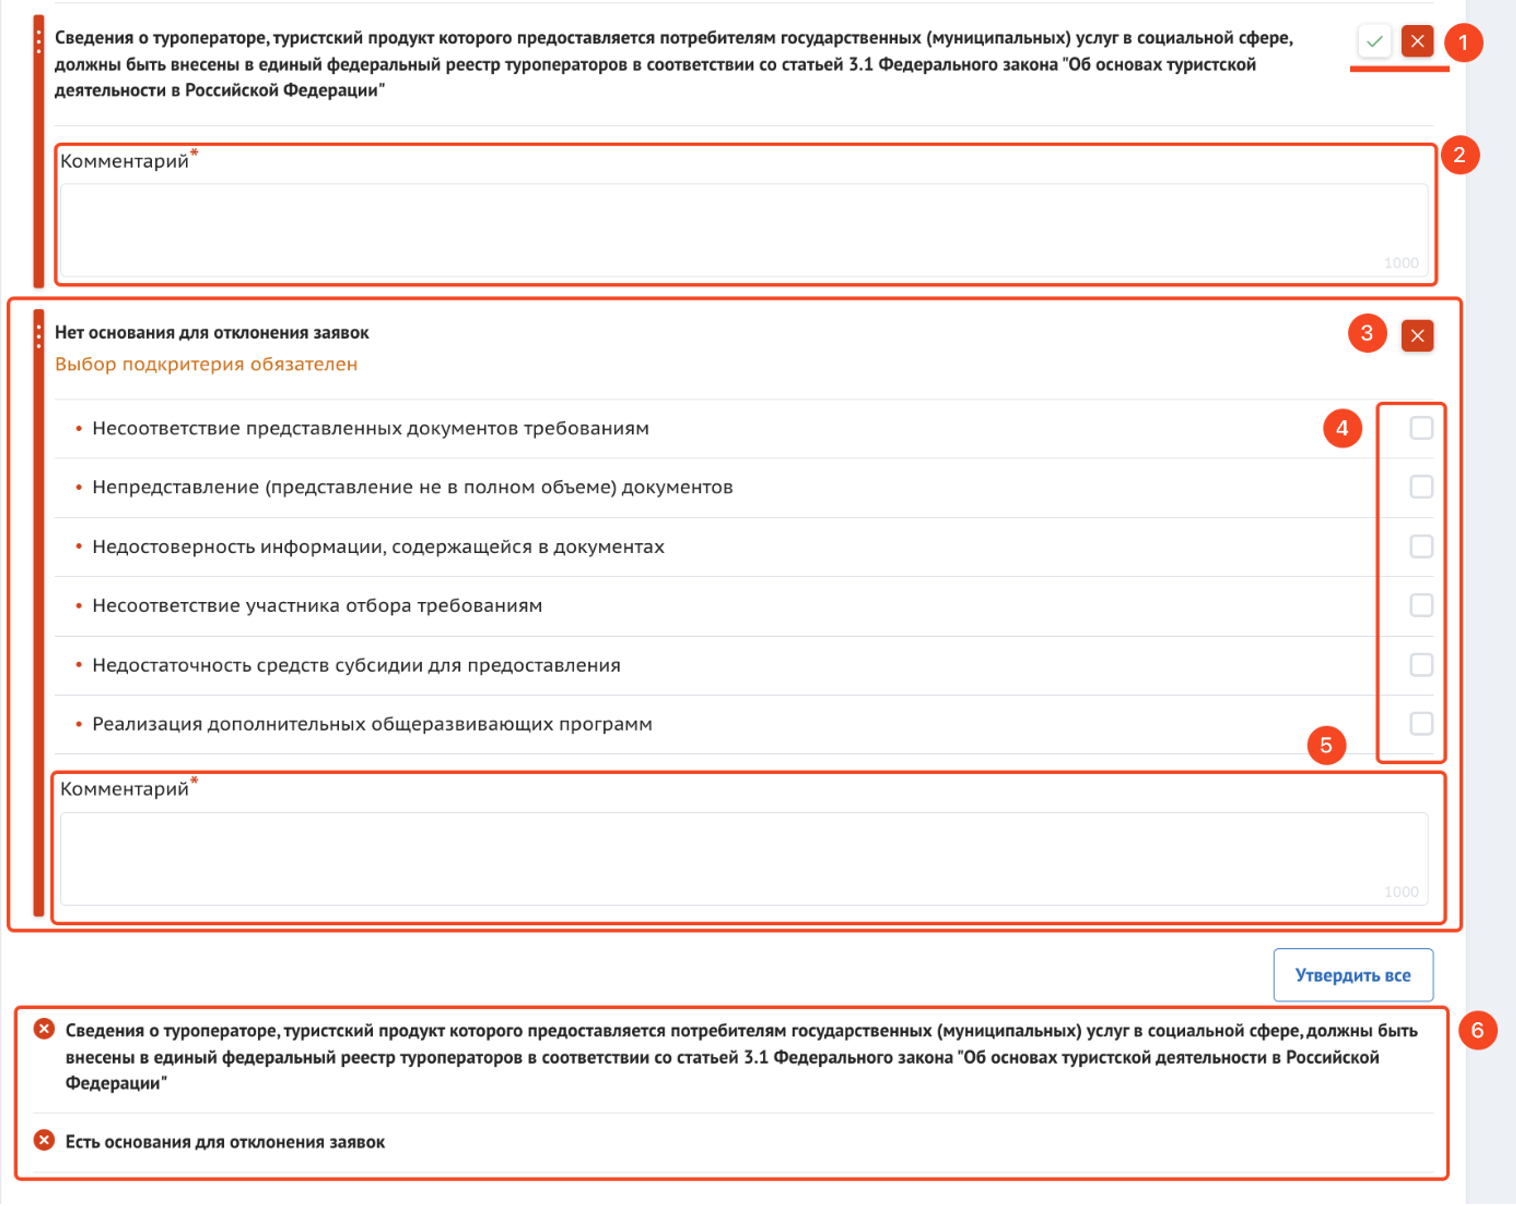 Сведения о туроператоре, туристский продукт которого предоставляется потребителям государственных (муниципальных) услуг в социальной сфере,
1
должны быть внесены в единый федеральный реестр туроператоров в соответствии со статьей 3.1 Федерального закона "Об основах туристской
деятельности в Российской Федерации"
Комментарий*
2
1000
Нет основания для отклонения заявок
3
Выбор подкритерия обязателен
• Несоответствие представленных документов требованиям
4
• Непредставление (представление не в полном объеме) документов
• Недостоверность информации, содержащейся в документах
• Несоответствие участника отбора требованиям
• Недостаточность средств субсидии для предоставления
• Реализация дополнительных общеразвивающих программ
5
Комментарий*
1000
Утвердить все
Сведения о туроператоре, туристский продукт которого предоставляется потребителям государственных (муниципальных) услуг в социальной сфере, должны быть
6
внесены в единый федеральный реестр туроператоров в соответствии со статьей 3.1 Федерального закона "Об основах туристской деятельности в Российской
Федерации"
Есть основания для отклонения заявок